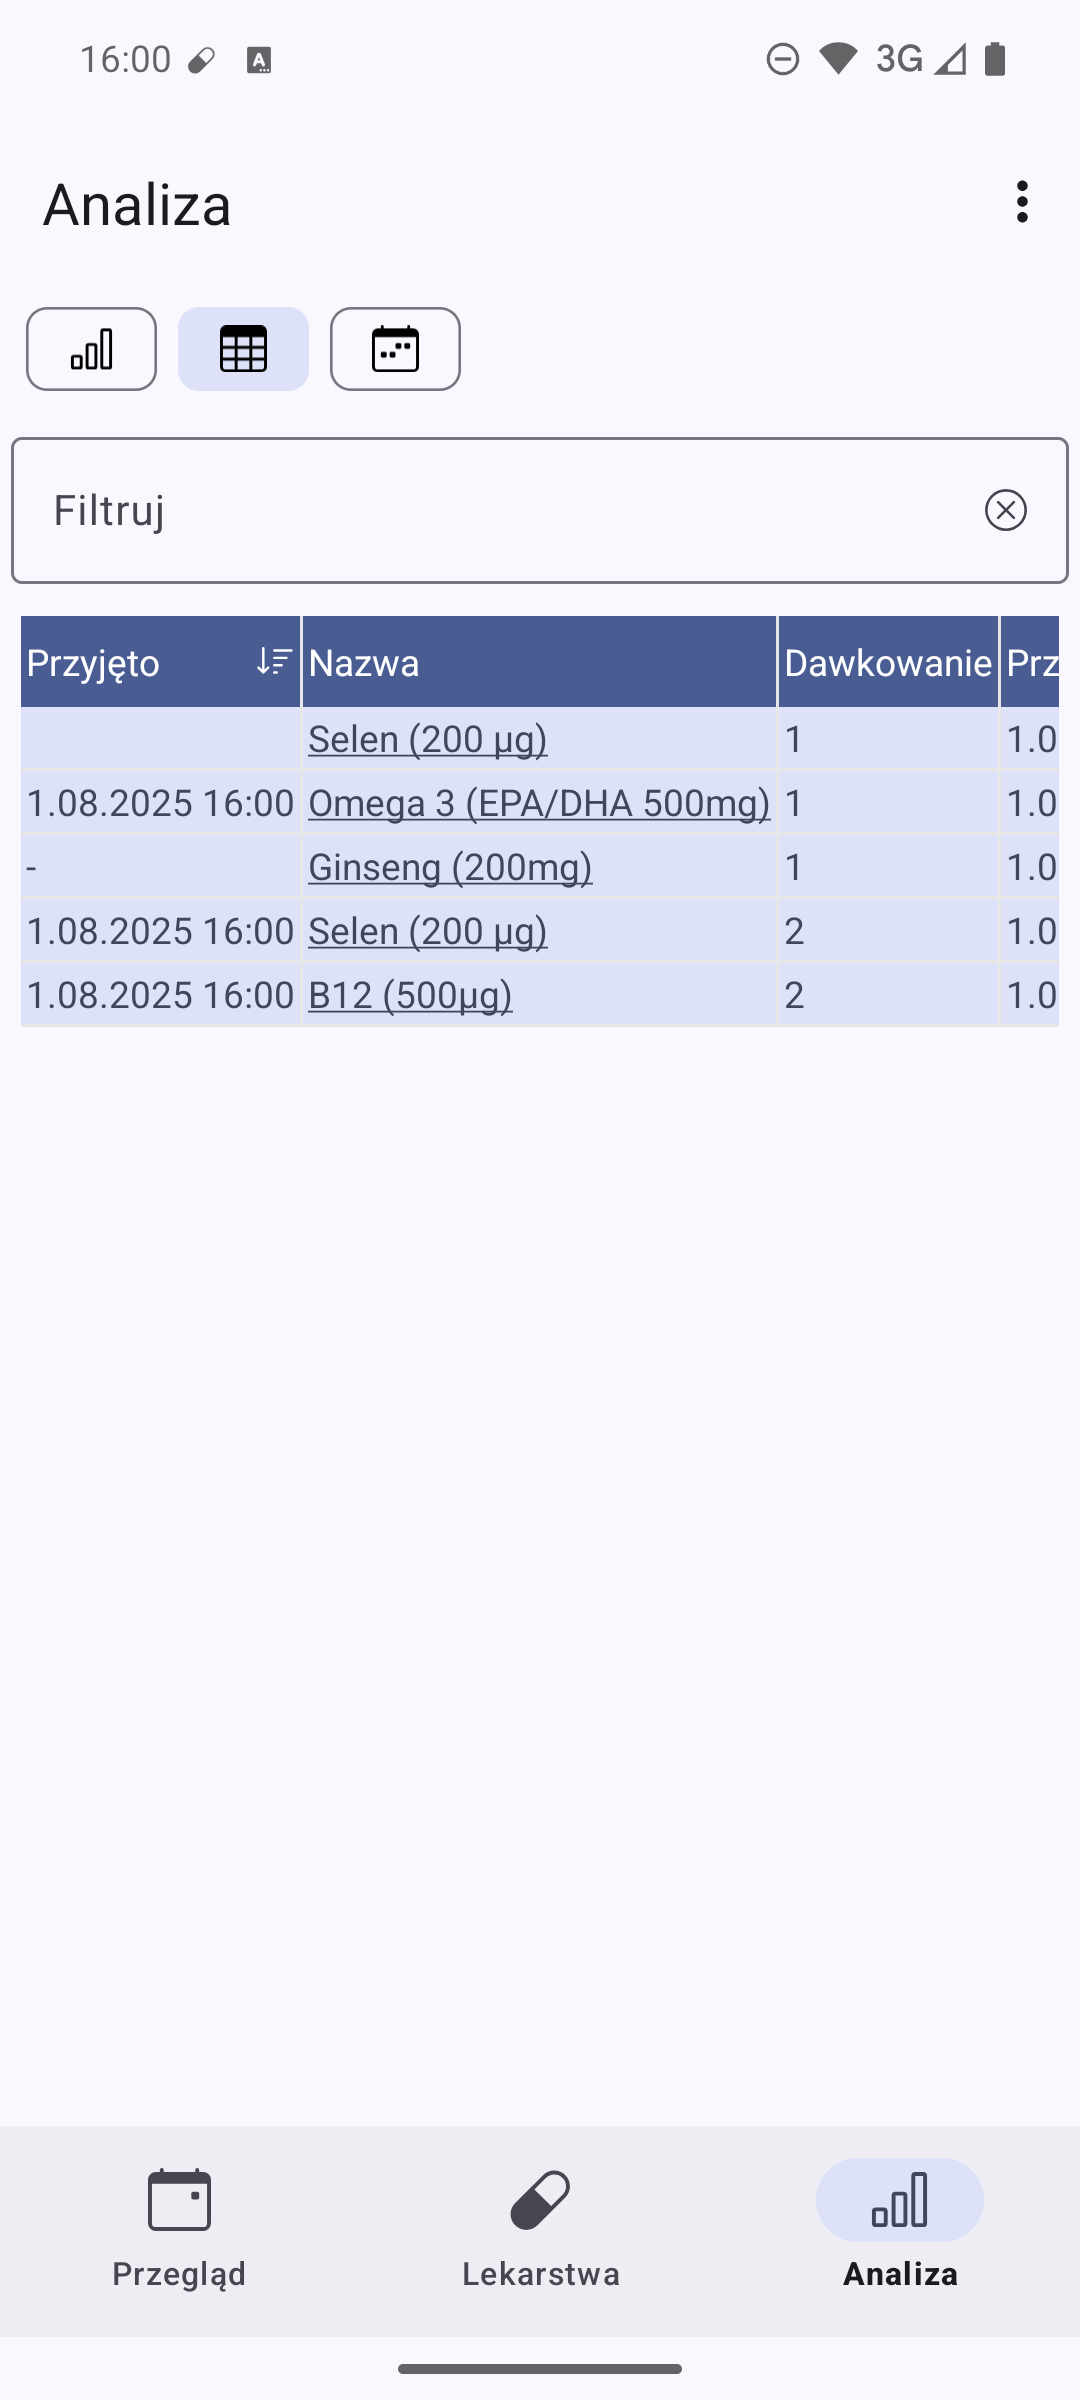 16:00
3G
Analiza
Filtruj
Przyjęto Nazwa Dawkowanie Prz
Selen (200 µg) 1 1.0
1.08.2025 16:00 Omega 3 (EPA/DHA 500mg) 1 1.0
- Ginseng (200mg) 1 1.0
1.08.2025 16:00 Selen (200 µg) 2 1.0
1.08.2025 16:00 B12 (500µg) 2 1.0
Przegląd Lekarstwa Analiza